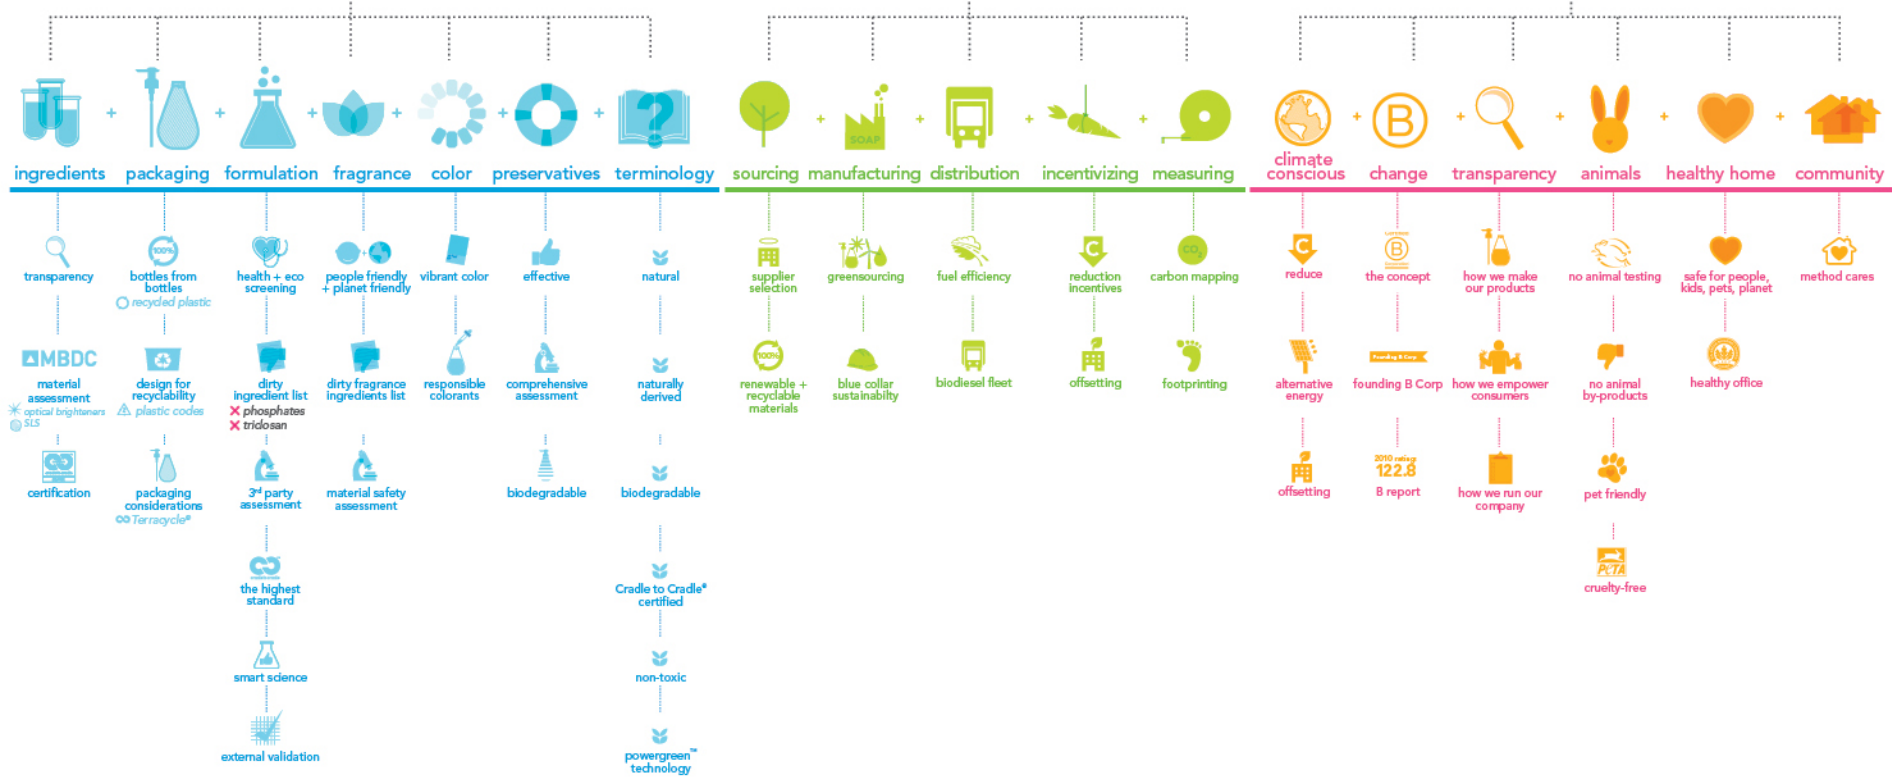 SOAP
B
ingredients packaging formulation fragrance color preservatives terminology
sourcing manufacturing distribution incentivizing measuring
climate
conscious change transparency animals healthy home community
transparency
MBDC
material
assessment
optical brighteners
SLS
certification
100%
bottles from
bottles
recycled plastic
design for
recyclability
plastic codes
packaging
considerations
Terracycle®
health + eco
screening
dirty
ingredient list
phosphates
triclosan
3rd party
assessment
the highest
standard
smart science
external validation
people friendly
+ planet friendly
dirty fragrance
ingredients list
material safety
assessment
vibrant color
responsible
colorants
effective
comprehensive
assessment
biodegradable
natural
naturally
derived
biodegradable
Cradle to Cradle®
certified
non-toxic
powergreen™
technology
supplier
selection
100%
renewable +
recyclable
materials
greensourcing
blue collar
sustainabilty
fuel efficiency
biodiesel fleet
C
reduction
incentives
offsetting
CO2
carbon mapping
footprinting
C
reduce
alternative
energy
offsetting
B
the concept
Founding B Corp
founding B Corp
2010 rating:
122.8
B report
how we make
our products
how we empower
consumers
how we run our
company
no animal testing
no animal
by-products
pet friendly
PETA
cruelty-free
safe for people,
kids, pets, planet
healthy office
method cares